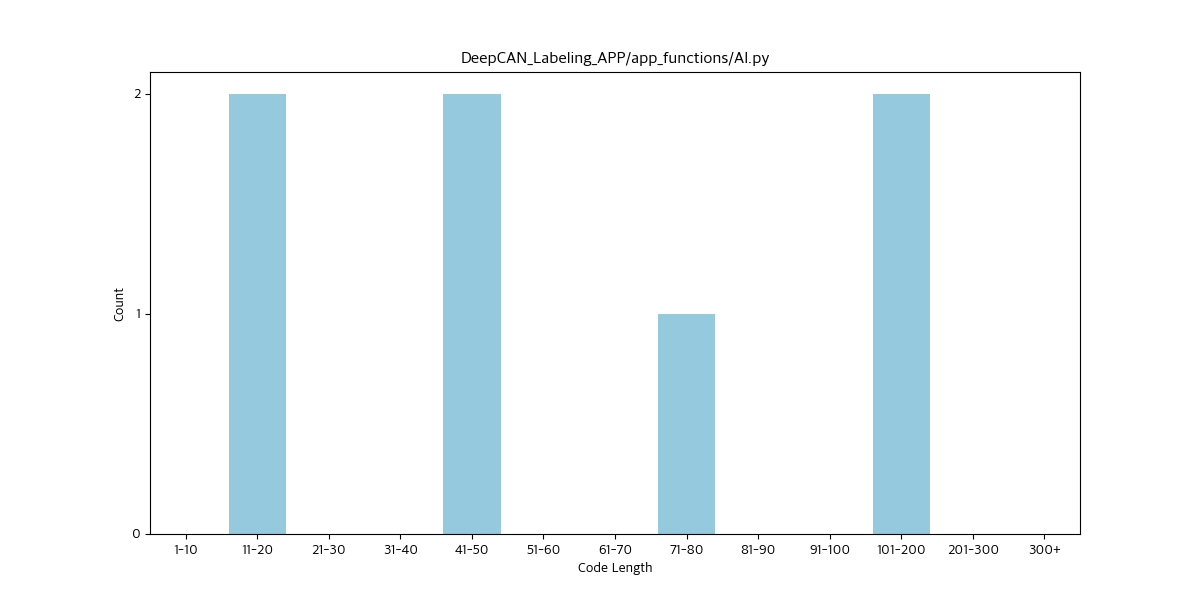 DeepCAN_Labeling_APP/app_functions/AI.py
2
1
0
Count
1-10 11-20 21-30 31-40 41-50 51-60 61-70 71-80 81-90 91-100 101-200 201-300 300+
Code Length